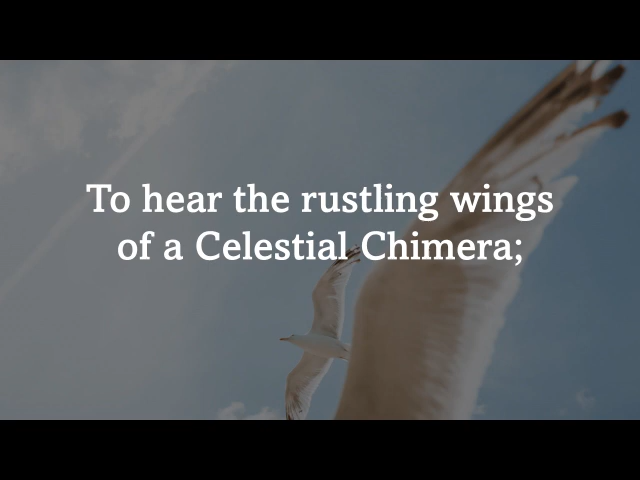 To hear the rustling wings
of a Celestial Chimera;